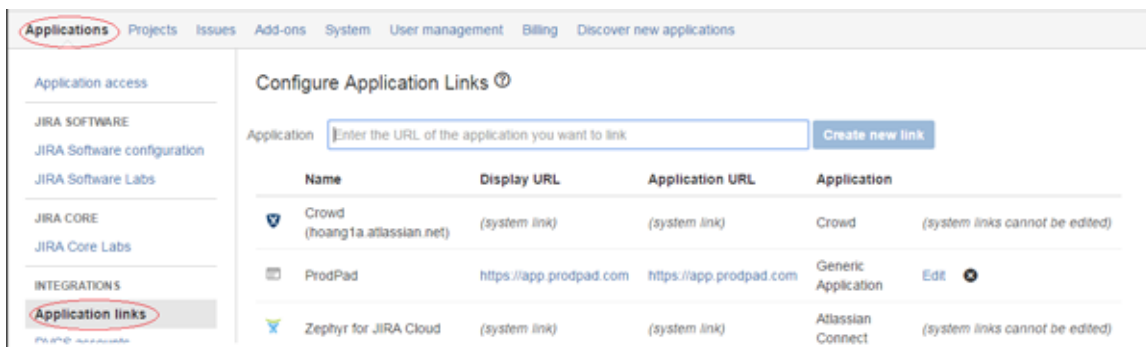 Applications Projects Issues Add-ons System User management Billing Discover new applications
Application access
JIRA SOFTWARE
JIRA Software configuration
JIRA Software Labs
JIRA CORE
JIRA Core Labs
INTEGRATIONS
Application links
DVCS accounts
Configure Application Links
Application Enter the URL of the application you want to link Create new link
Name Display URL Application URL Application
Crowd
(hoang1a.atlassian.net) (system link) (system link) Crowd (system links cannot be edited)
ProdPad https://app.prodpad.com https://app.prodpad.com Generic
Application Edit
Zephyr for JIRA Cloud (system link) (system link) Atlassian
Connect (system links cannot be edited)